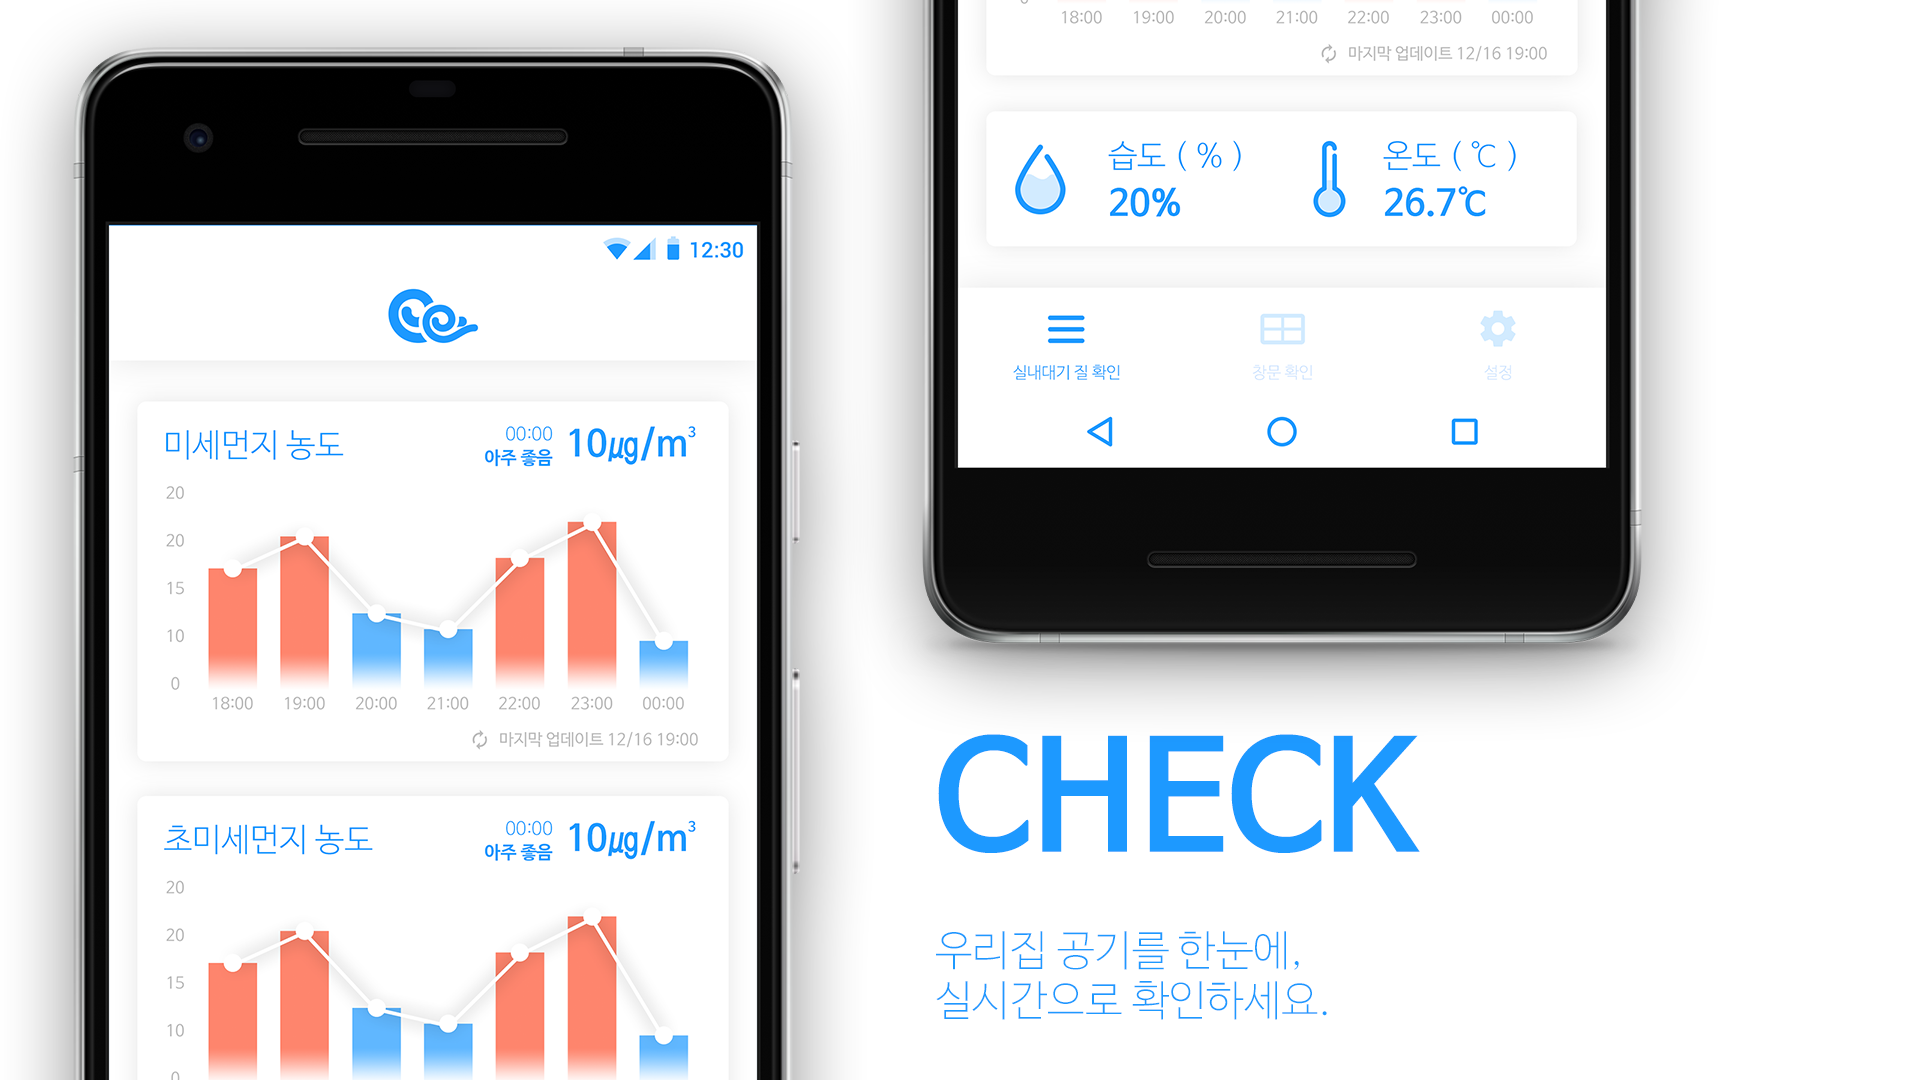 12:30
미세먼지 농도
00:00
아주 좋음
10㎍/m³
20
20
15
10
0
18:00 19:00 20:00 21:00 22:00 23:00 00:00
마지막 업데이트 12/16 19:00
초미세먼지 농도
00:00
아주 좋음
10㎍/m³
20
20
15
10
0
18:00 19:00 20:00 21:00 22:00 23:00 00:00
마지막 업데이트 12/16 19:00
습도 ( % )
20%
온도 ( ℃ )
26.7℃
실내대기 질 확인
창문 확인
설정
CHECK
우리집 공기를 한눈에,
실시간으로 확인하세요.